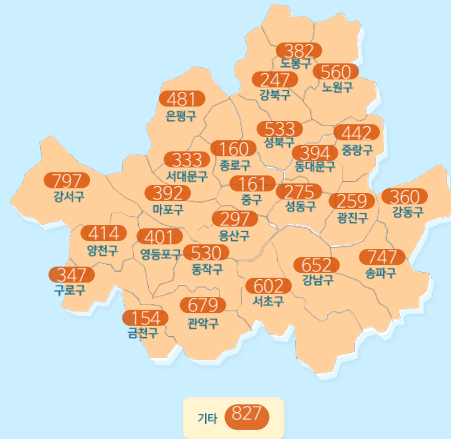 382
도봉구
560
노원구
247
강북구
481
은평구
533
성북구
442
중랑구
394
동대문구
160
종로구
333
서대문구
797
강서구
392
마포구
161
중구
275
성동구
259
광진구
360
강동구
297
용산구
414
양천구
401
영등포구
530
동작구
747
송파구
652
강남구
347
구로구
602
서초구
679
관악구
154
금천구
기타 827